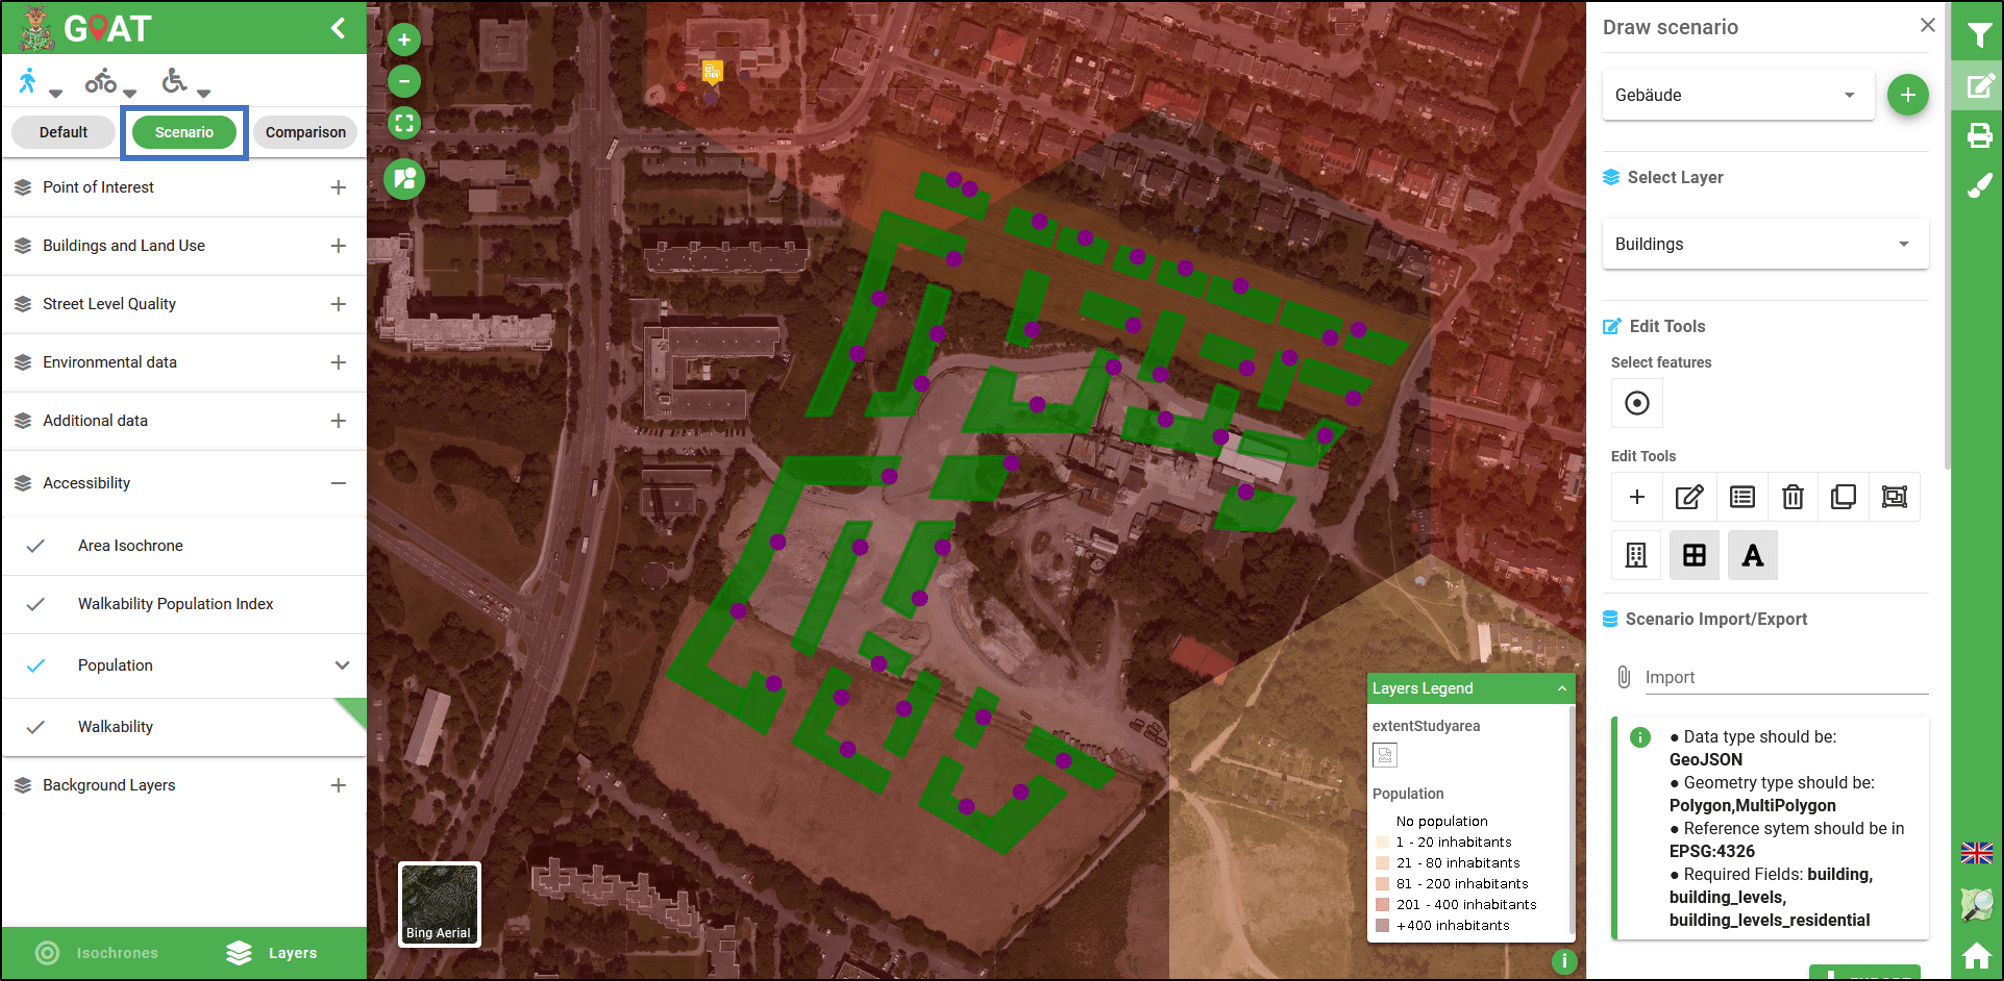 GOAT
Default
Scenario
Comparison
Point of Interest
Buildings and Land Use
Street Level Quality
Environmental data
Additional data
Accessibility
Area Isochrone
Walkability Population Index
Population
Walkability
Background Layers
Isochrones
Layers
Bing Aerial
Layers Legend
extentStudyarea
Population
No population
1 - 20 inhabitants
21 - 80 inhabitants
81 - 200 inhabitants
201 - 400 inhabitants
+400 inhabitants
Draw scenario
Gebäude
Select Layer
Buildings
Edit Tools
Select features
Edit Tools
A
Scenario Import/Export
Import
● Data type should be:
GeoJSON
● Geometry type should be:
Polygon,MultiPolygon
● Reference sytem should be in
EPSG:4326
● Required Fields: building,
building_levels,
building_levels_residential